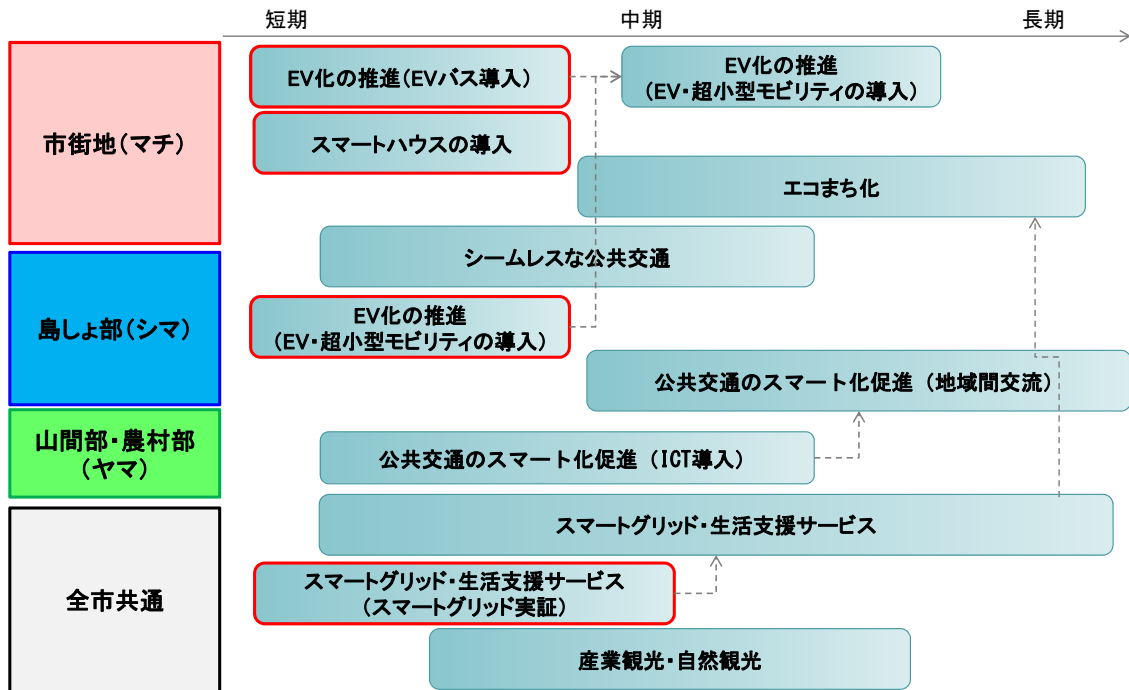 短期
中期
長期
市街地(マチ)
EV化の推進(EVバス導入)
EV化の推進
(EV・超小型モビリティの導入)
スマートハウスの導入
エコまち化
シームレスな公共交通
島しょ部(シマ)
EV化の推進
(EV・超小型モビリティの導入)
公共交通のスマート化促進 (地域間交流)
山間部・農村部
(ヤマ)
公共交通のスマート化促進 (ICT導入)
全市共通
スマートグリッド・生活支援サービス
スマートグリッド・生活支援サービス
(スマートグリッド実証)
産業観光・自然観光